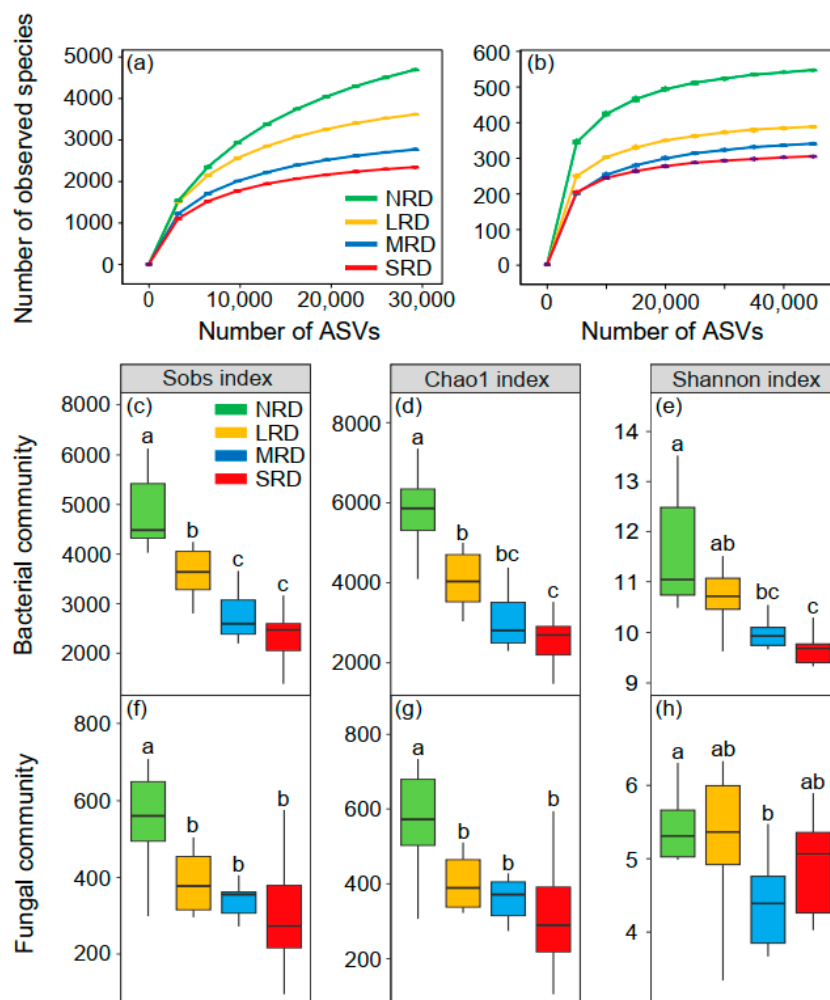 Number of observed species
(a)
5000
4000
3000
2000
1000
0
NRD
LRD
MRD
SRD
0
10,000
20,000
30,000
Number of ASVs
(b)
600
500
400
300
200
100
0
0
20,000
40,000
Number of ASVs
Bacterial community
Sobs index
(c)
8000
6000
5000
4000
3000
2000
NRD
LRD
MRD
SRD
a
b
c
c
Chao1 index
(d)
8000
6000
4000
2000
a
b
bc
c
Shannon index
(e)
14
13
12
11
10
9
a
ab
bc
c
Fungal community
(f)
800
600
400
200
a
b
b
b
(g)
800
600
400
200
a
b
b
b
(h)
6
5
4
a
ab
b
ab